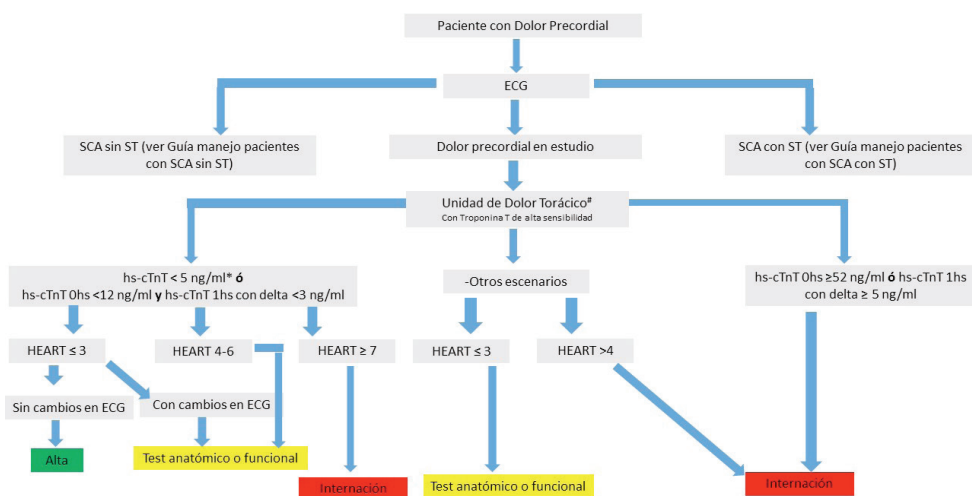 Paciente con Dolor Precordial
ECG
SCA sin ST (ver Guía manejo pacientes
con SCA sin ST)
Dolor precordial en estudio
SCA con ST (ver Guía manejo pacientes
con SCA con ST)
Unidad de Dolor Torácico#
Con Troponina T de alta sensibilidad
hs-cTnT < 5 ng/ml* ó
hs-cTnT 0hs <12 ng/ml y hs-cTnT 1hs con delta <3 ng/ml
-Otros escenarios
hs-cTnT 0hs ≥52 ng/ml ó hs-cTnT 1hs
con delta ≥ 5 ng/ml
HEART ≤ 3
HEART 4-6
HEART ≥ 7
HEART ≤ 3
HEART >4
Sin cambios en ECG
Con cambios en ECG
Alta
Test anatómico o funcional
Internación
Test anatómico o funcional
Internación